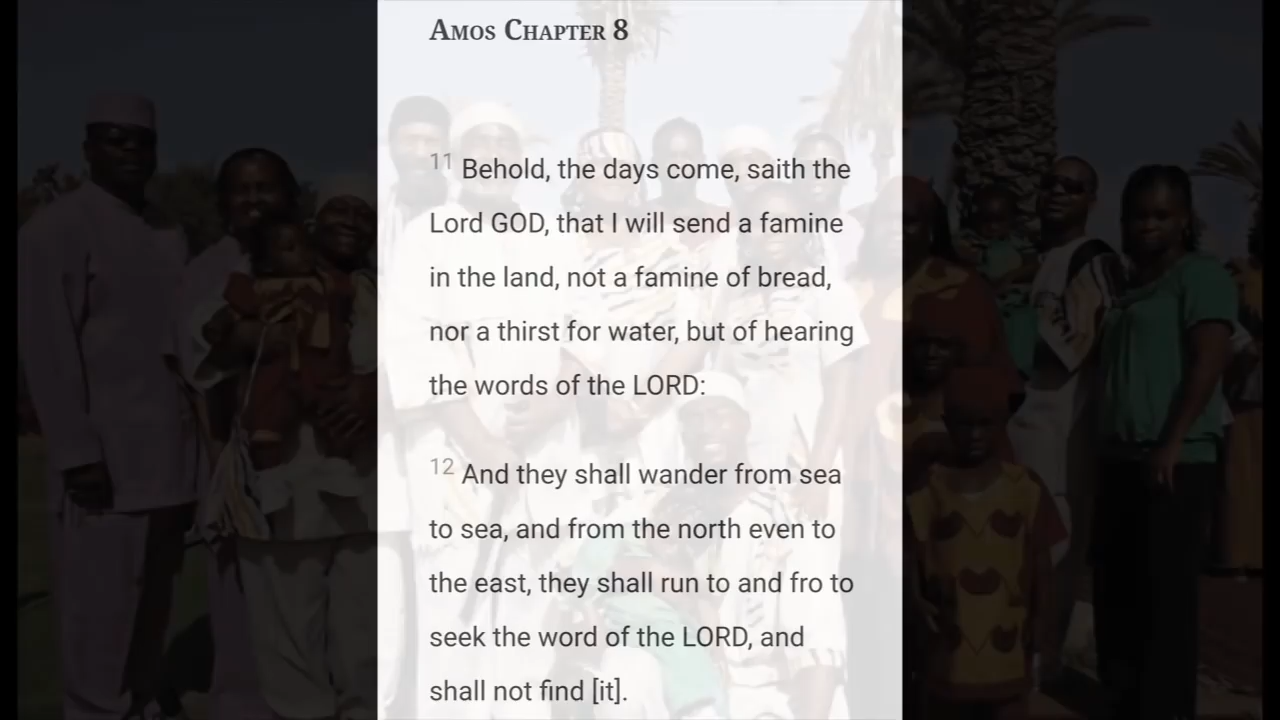 Amos Chapter 8
11 Behold, the days come, saith the
Lord GOD, that I will send a famine
in the land, not a famine of bread,
nor a thirst for water, but of hearing
the words of the LORD:
12 And they shall wander from sea
to sea, and from the north even to
the east, they shall run to and fro to
seek the word of the LORD, and
shall not find [it].